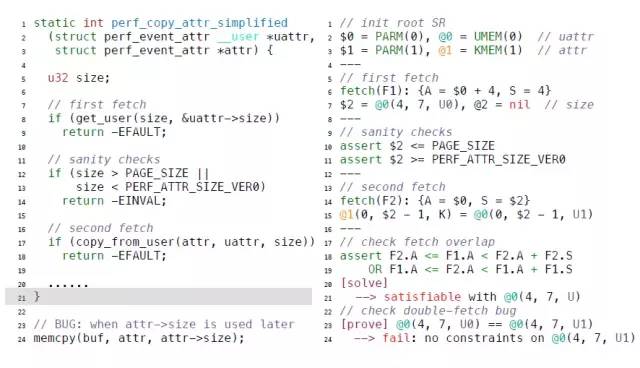 1 static int perf_copy_attr_simplified
2 (struct perf_event_attr __user *uattr,
3 struct perf_event_attr *attr) {
4
5 u32 size;
6
7 // first fetch
8 if (get_user(size, &uattr->size))
9 return -EFAULT;
10
11 // sanity checks
12 if (size > PAGE_SIZE ||
13 size < PERF_ATTR_SIZE_VER0)
14 return -EINVAL;
15
16 // second fetch
17 if (copy_from_user(attr, uattr, size))
18 return -EFAULT;
19
20 ......
21 }
22
23 // BUG: when attr->size is used later
24 memcpy(buf, attr, attr->size);
1 // init root SR
2 $0 = PARM(0), @0 = UMEM(0) // uattr
3 $1 = PARM(1), @1 = KMEM(1) // attr
4 ---
5 // first fetch
6 fetch(F1): {A = $0 + 4, S = 4}
7 $2 = @0(4, 7, U0), @2 = nil // size
8 ---
9 // sanity checks
10 assert $2 <= PAGE_SIZE
11 assert $2 >= PERF_ATTR_SIZE_VER0
12 ---
13 // second fetch
14 fetch(F2): {A = $0, S = $2}
15 @1(0, $2 - 1, K) = @0(0, $2 - 1, U1)
16 ---
17 // check fetch overlap
18 assert F2.A <= F1.A < F2.A + F2.S
19 OR F1.A <= F2.A < F1.A + F1.S
20 [solve]
21 --> satisfiable with @0(4, 7, U)
22 // check double-fetch bug
23 [prove] @0(4, 7, U0) == @0(4, 7, U1)
24 --> fail: no constraints on @0(4, 7, U1)